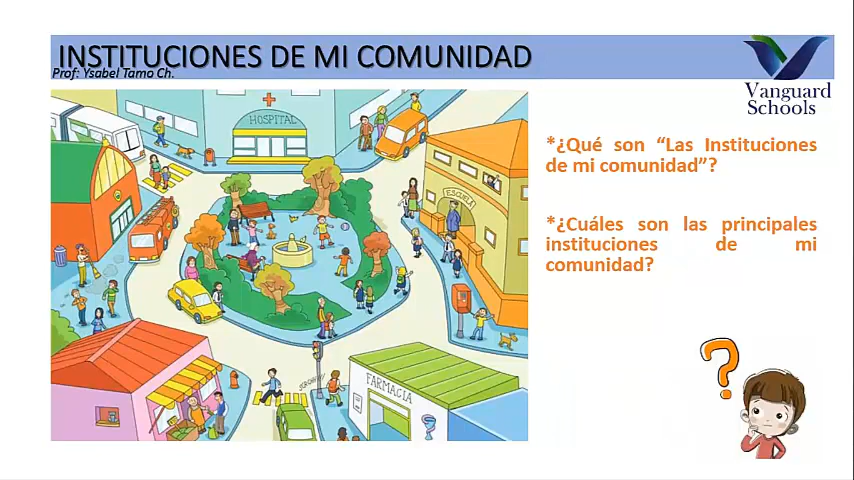 INSTITUCIONES DE MI COMUNIDAD
Prof: Ysabel Tama Ch.
Vanguard
Schools
HOSPITAL
ESCUELA
FARMACIA
*¿Qué son “Las Instituciones
de mi comunidad”?
*¿Cuáles son las principales
instituciones de mi
comunidad?
?